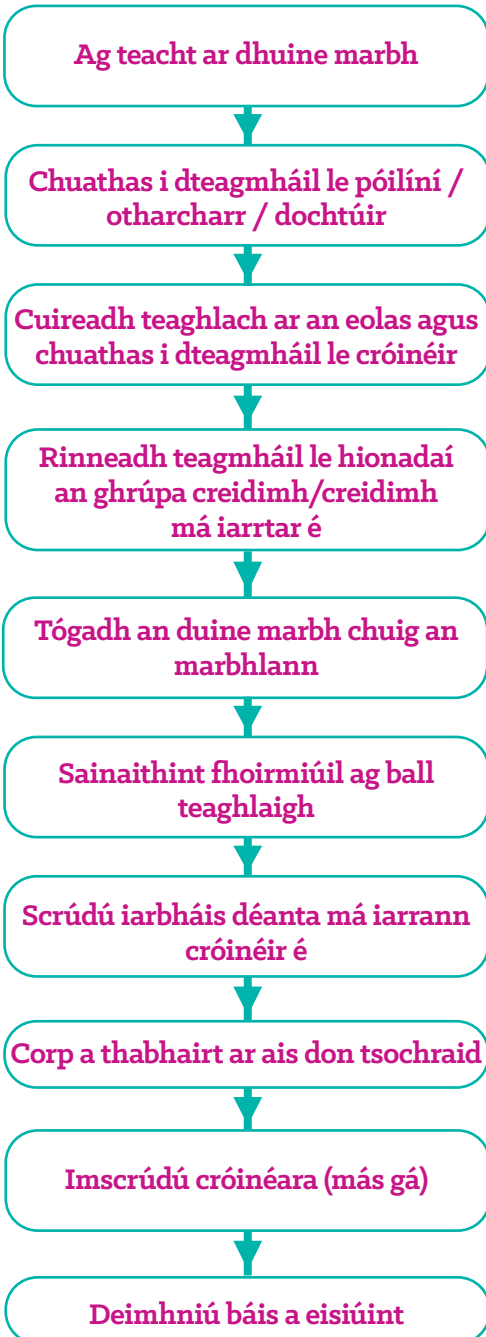 Ag teacht ar dhuine marbh
Chuathas i dteagmháil le póilíní /
otharcharr / dochtúir
Cuireadh teaghlach ar an eolas agus
chuathas i dteagmháil le cróinéir
Rinneadh teagmháil le hionadaí
an ghrúpa creidimh/creidimh
má iarrtar é
Tógadh an duine marbh chuig an
marbhlann
Sainaithint fhoirmiúil ag ball
teaghlaigh
Scrúdú iarbháis déanta má iarrann
cróinéir é
Corp a thabhairt ar ais don tsochraid
Imscrúdú cróinéara (más gá)
Deimhniú báis a eisiúint